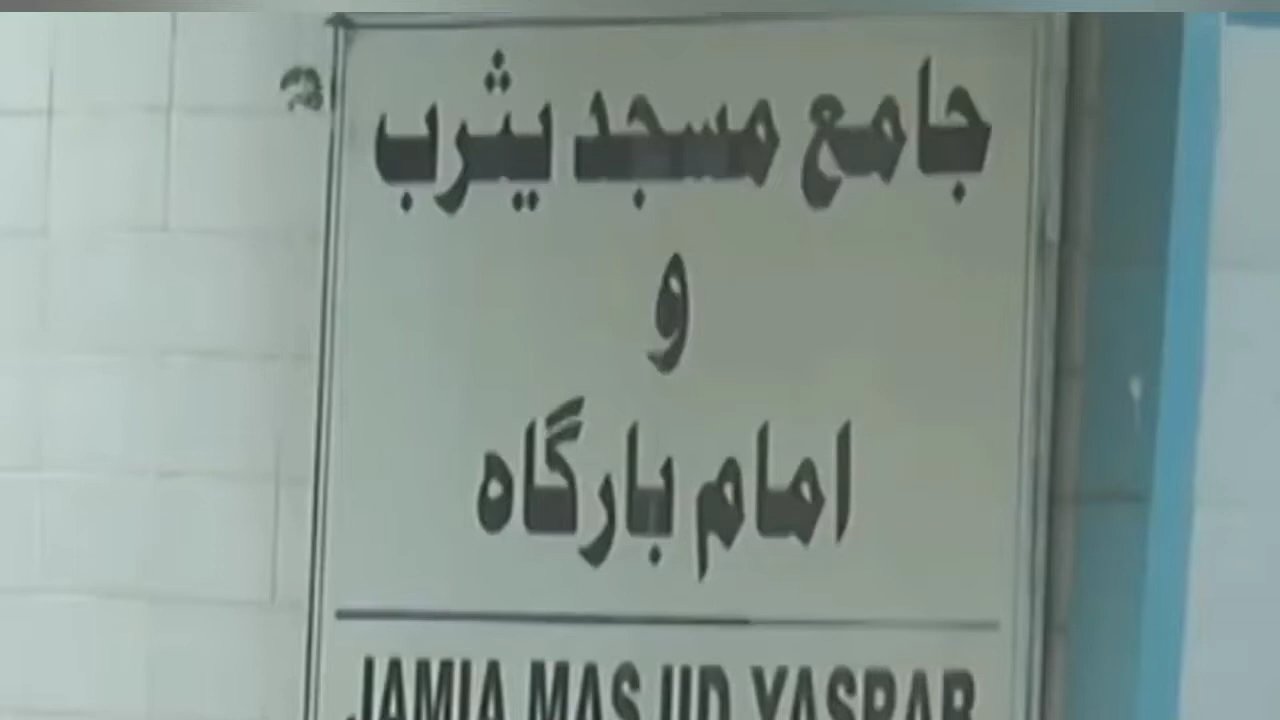 جامع مسجد یثرب
و
امام بارگاه
JAMIA MASJID YASRAB